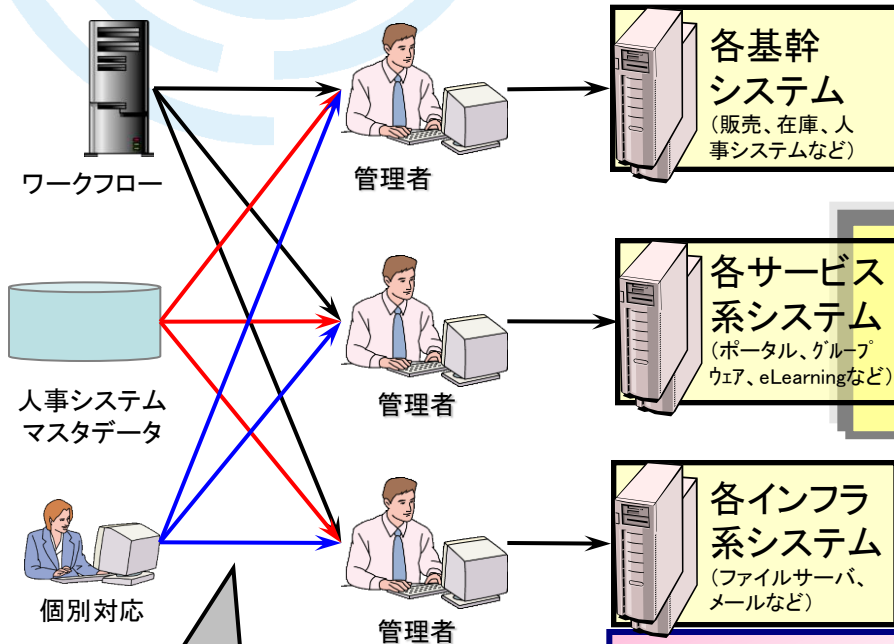 ワークフロー
管理者
各基幹
システム
(販売、在庫、人
事システムなど)
人事システム
マスタデータ
管理者
各サービス
系システム
(ポータル、グループ
ウェア、eLearningなど)
個別対応
管理者
各インフラ
系システム
(ファイルサーバ、
メールなど)